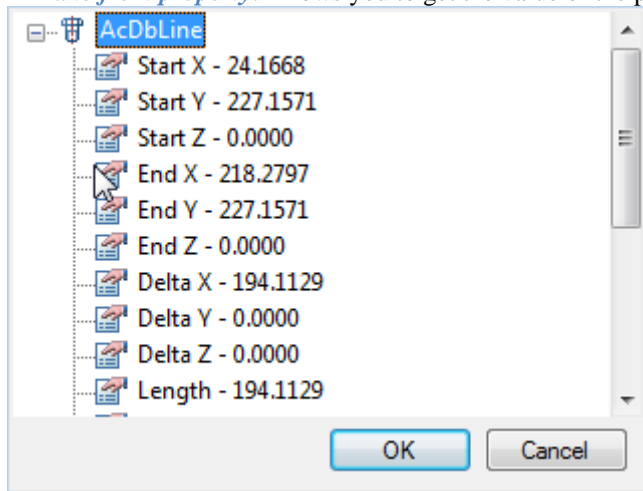 AcDbLine
Start X - 24.1668
Start Y - 227.1571
Start Z - 0.0000
End X - 218.2797
End Y - 227.1571
End Z - 0.0000
Delta X - 194.1129
Delta Y - 0.0000
Delta Z - 0.0000
Length - 194.1129
OK Cancel